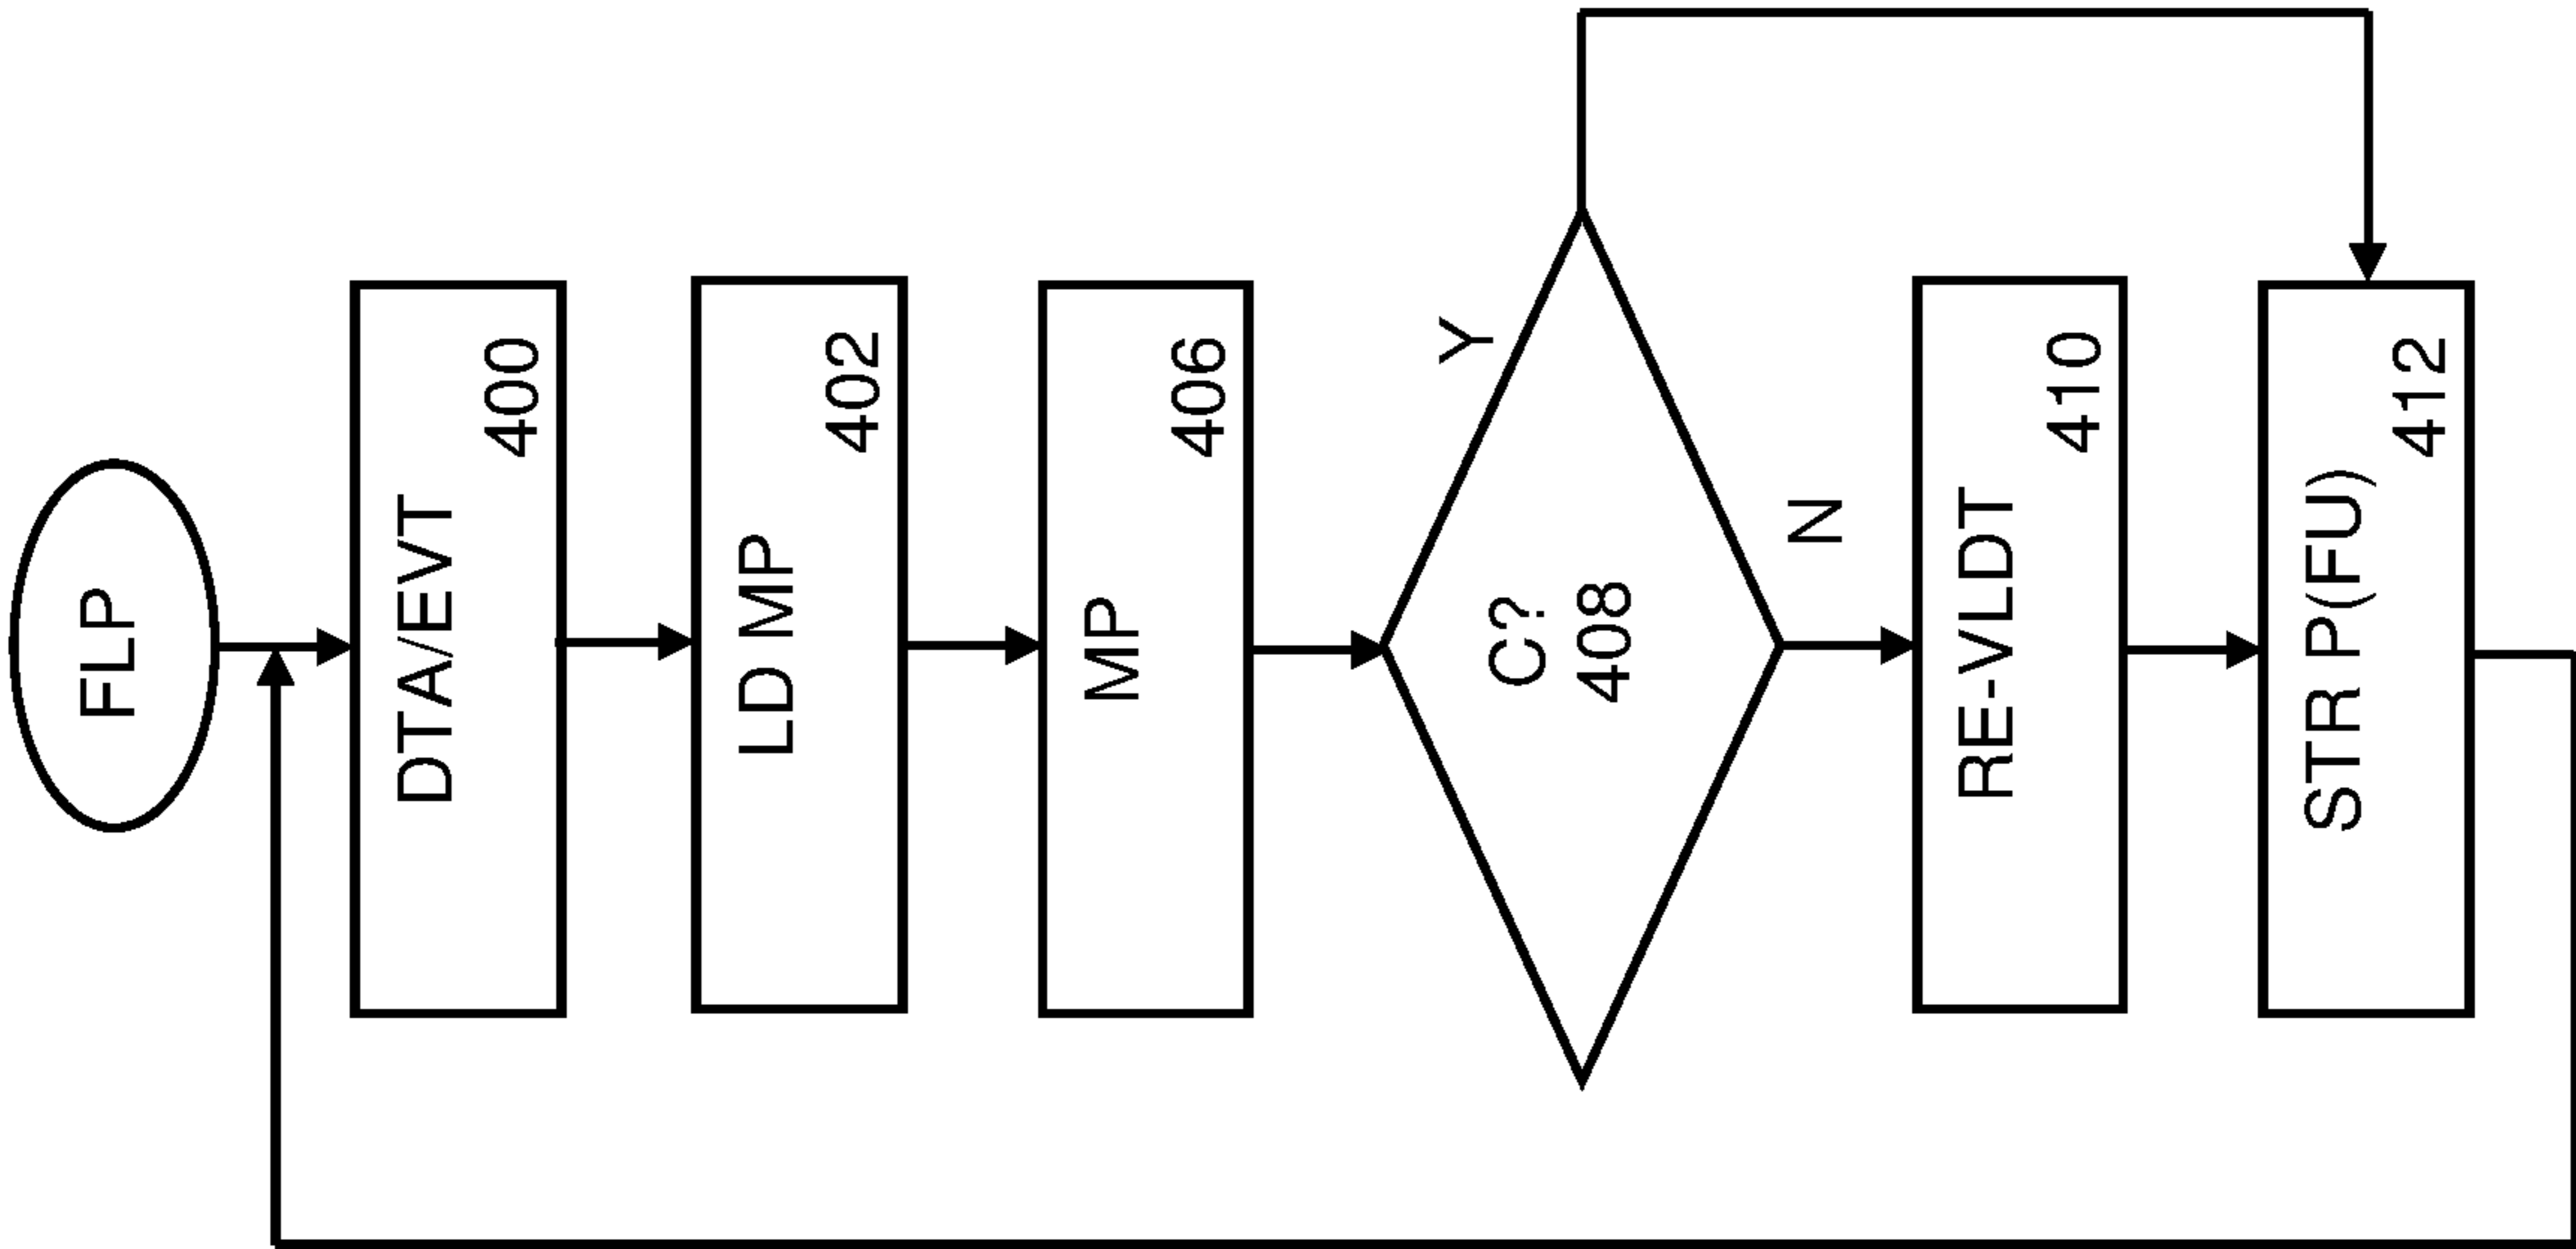 FLP
DTA/EVT
400
LD MP
402
MP
406
C?
408
Y
N
RE-VLDT
410
STR P(FU)
412